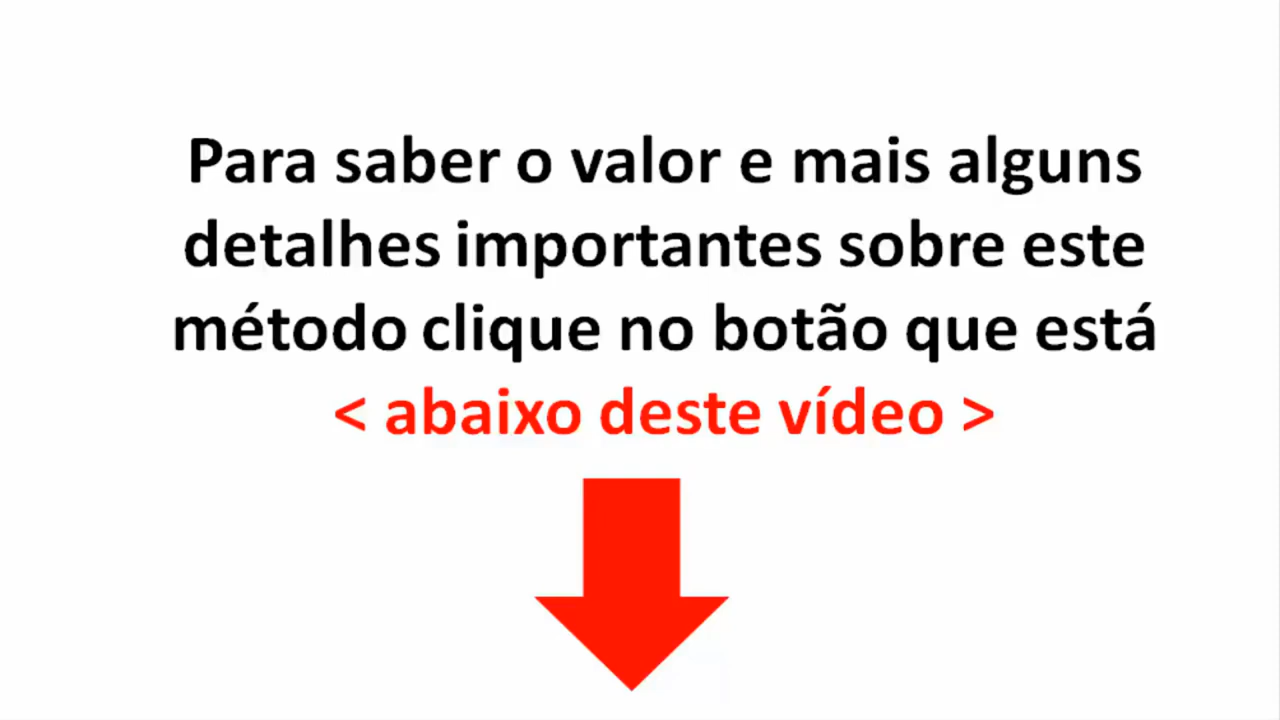 Para saber o valor e mais alguns
detalhes importantes sobre este
método clique no botão que está
< abaixo deste vídeo >